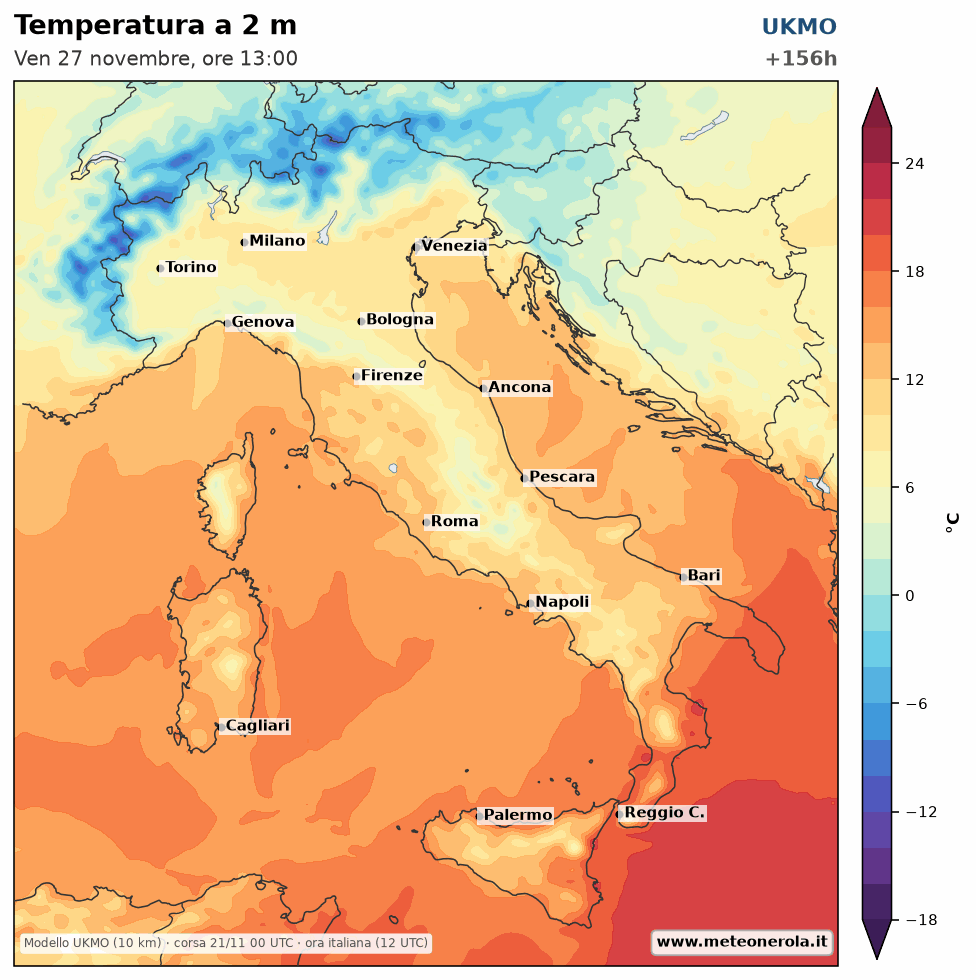 Temperatura a 2 m
UKMO
Ven 27 novembre, ore 13:00
+156h
Milano
Venezia
Torino
Genova
Bologna
Firenze
Ancona
Pescara
Roma
Bari
Napoli
Cagliari
Palermo
Reggio C.
24
18
12
6
0
−6
−12
−18
°C
Modello UKMO (10 km) · corsa 21/11 00 UTC · ora italiana (12 UTC)
www.meteonerola.it